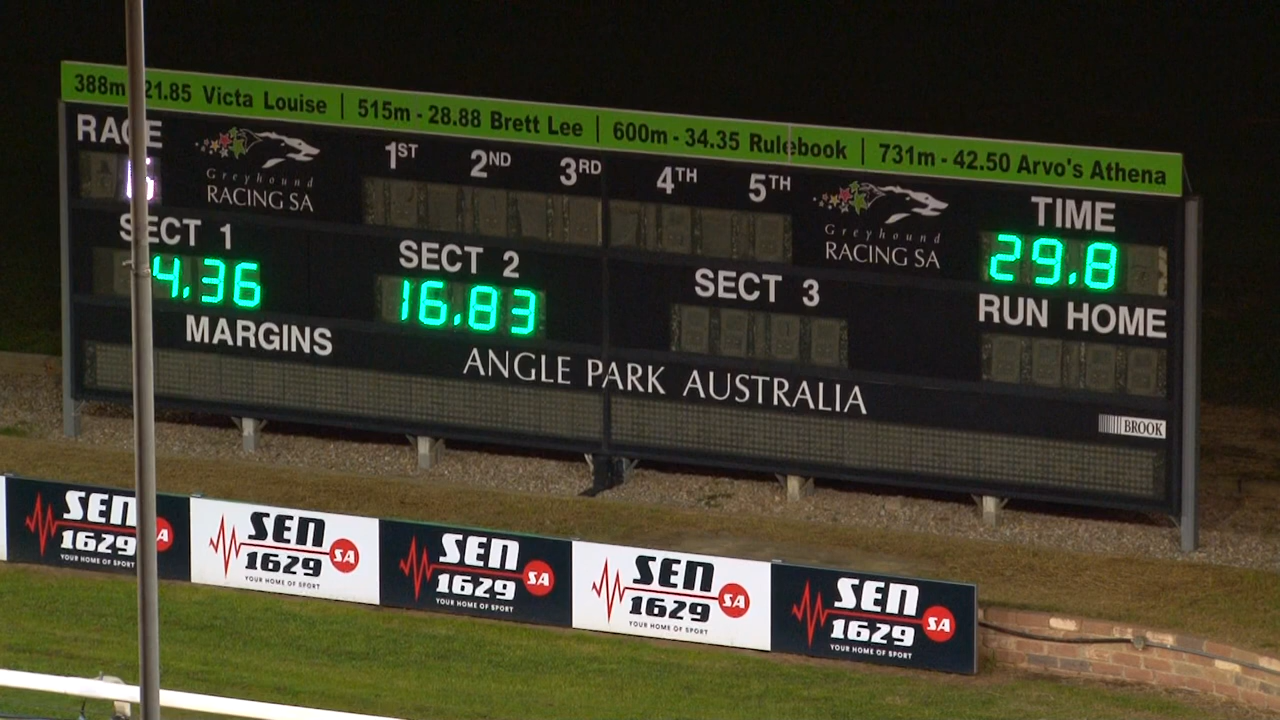 388m 21.85 Victa Louise | 515m - 28.88 Brett Lee | 600m - 34.35 Rulebook | 731m - 42.50 Arvo's Athena
RACE
Greyhound
RACING SA
1ST 2ND 3RD 4TH 5TH
Greyhound
RACING SA
TIME
29.8
SECT 1
4.36
SECT 2
16.83
SECT 3
RUN HOME
MARGINS
ANGLE PARK AUSTRALIA
BROOK
SEN
1629
SA
YOUR HOME OF SPORT
SEN
1629
SA
YOUR HOME OF SPORT
SEN
1629
SA
YOUR HOME OF SPORT
SEN
1629
SA
YOUR HOME OF SPORT
SEN
1629
SA
YOUR HOME OF SPORT